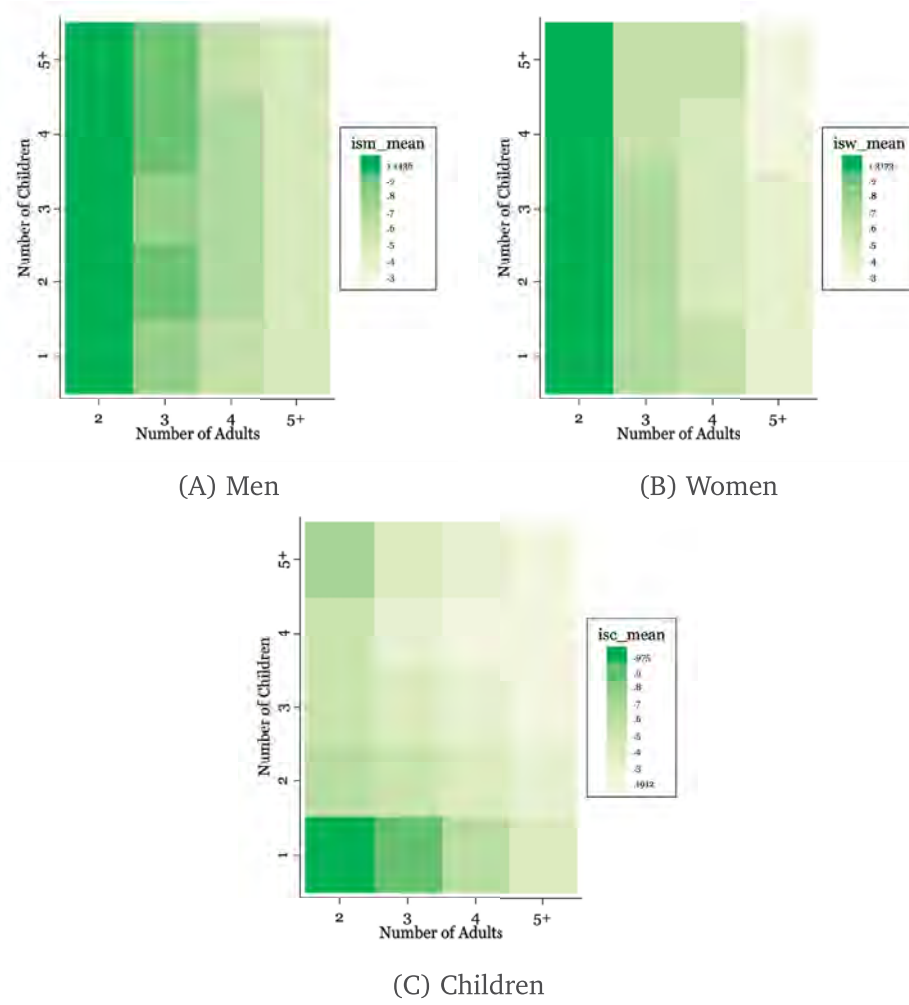 5+
4
3
2
1
Number of Children
2 3 4 5+
Number of Adults
ism_mean
.9
.8
.7
.6
.5
.4
.3
(A) Men
5+
4
3
2
1
Number of Children
2 3 4 5+
Number of Adults
isw_mean
.9
.8
.7
.6
.5
.4
.3
(B) Women
5+
4
3
2
1
Number of Children
2 3 4 5+
Number of Adults
isc_mean
.975
.9
.8
.7
.6
.5
.4
.3
.1912
(C) Children